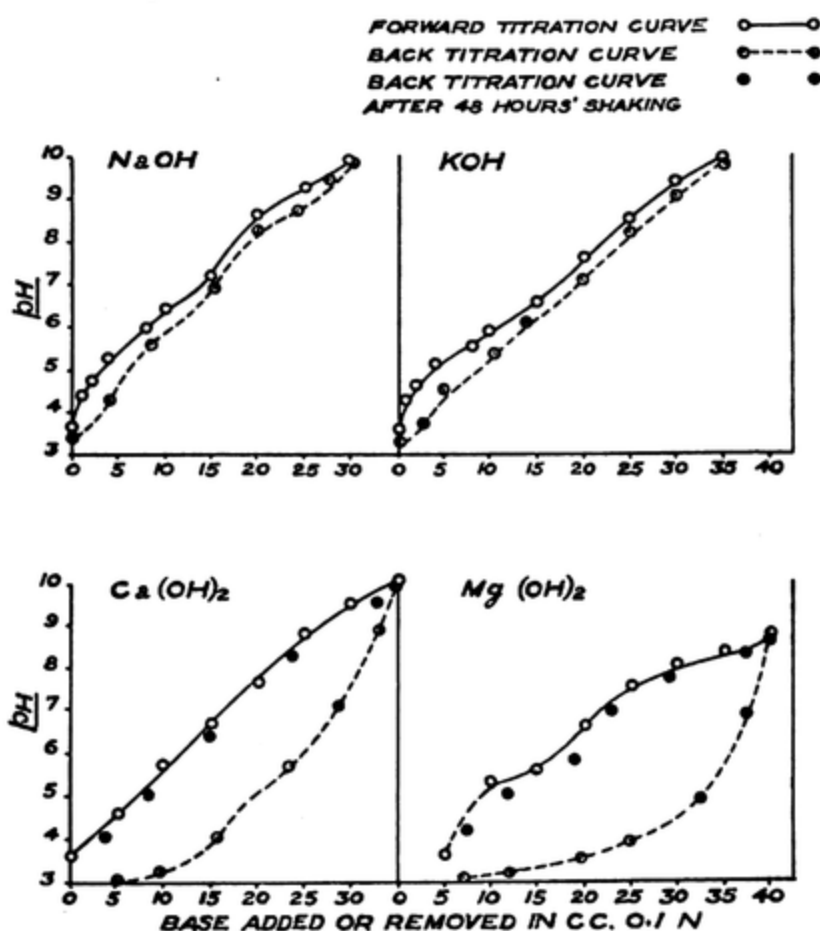 FORWARD TITRATION CURVE
BACK TITRATION CURVE
BACK TITRATION CURVE
AFTER 48 HOURS' SHAKING
NaOH
KOH
10
9
8
7
6
5
4
3
pH
0 5 10 15 20 25 30 0 5 10 15 20 25 30 35 40
Ca(OH)2
Mg (OH)2
10
9
8
7
6
5
4
3
pH
0 5 10 15 20 25 30 0 5 10 15 20 25 30 35 40
BASE ADDED OR REMOVED IN CC. 0.1 N